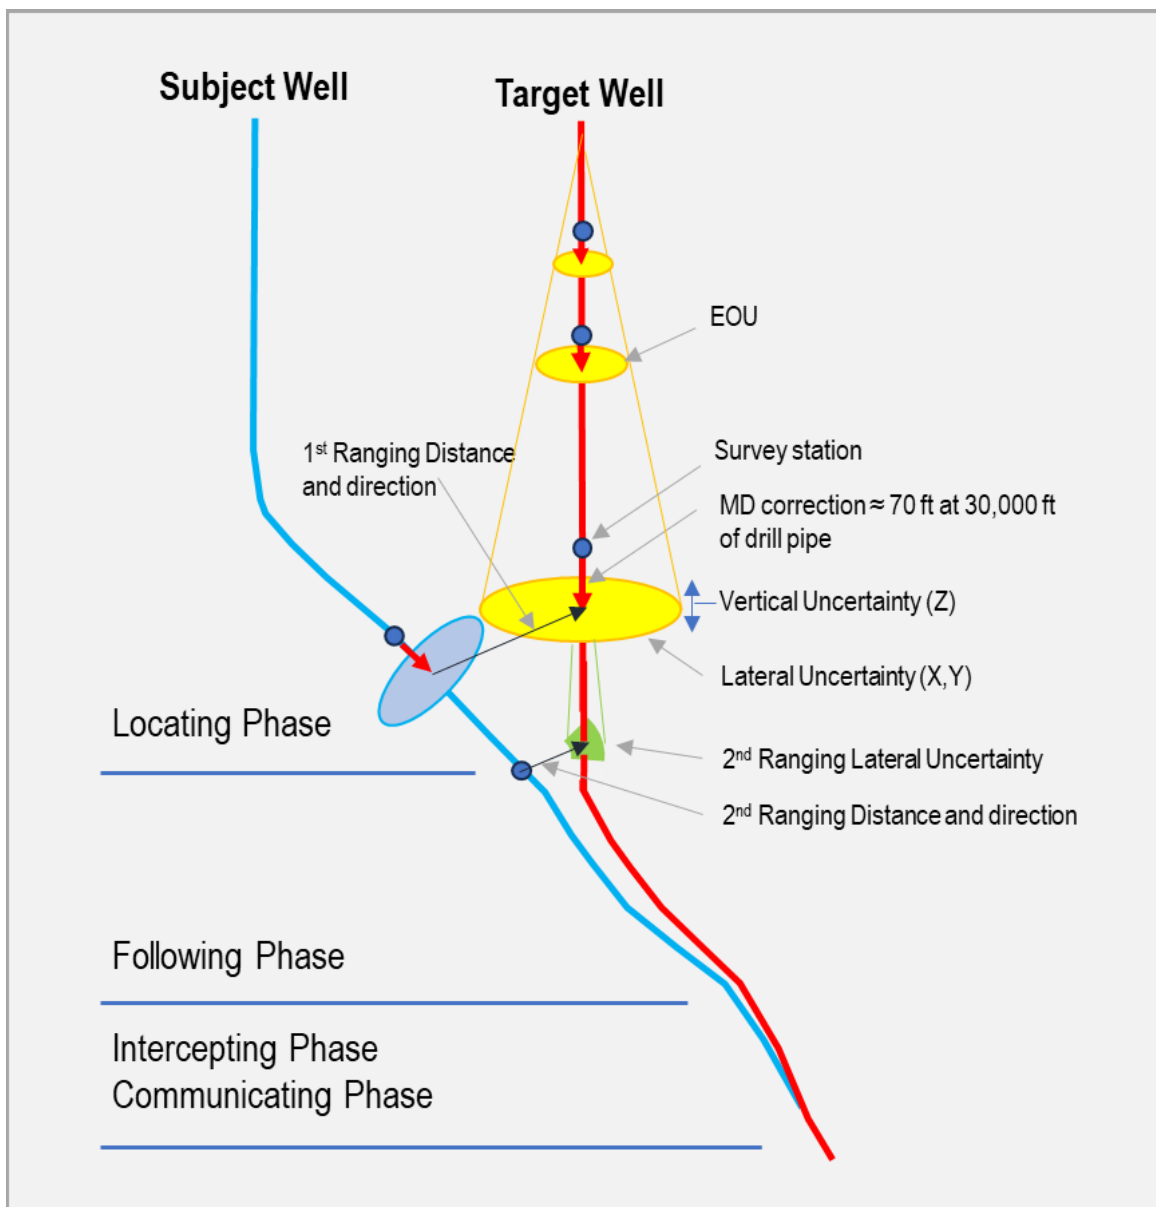 Subject Well
Target Well
EOU
1st Ranging Distance
and direction
Survey station
MD correction ≈ 70 ft at 30,000 ft
of drill pipe
Vertical Uncertainty (Z)
Lateral Uncertainty (X,Y)
Locating Phase
2nd Ranging Lateral Uncertainty
2nd Ranging Distance and direction
Following Phase
Intercepting Phase
Communicating Phase